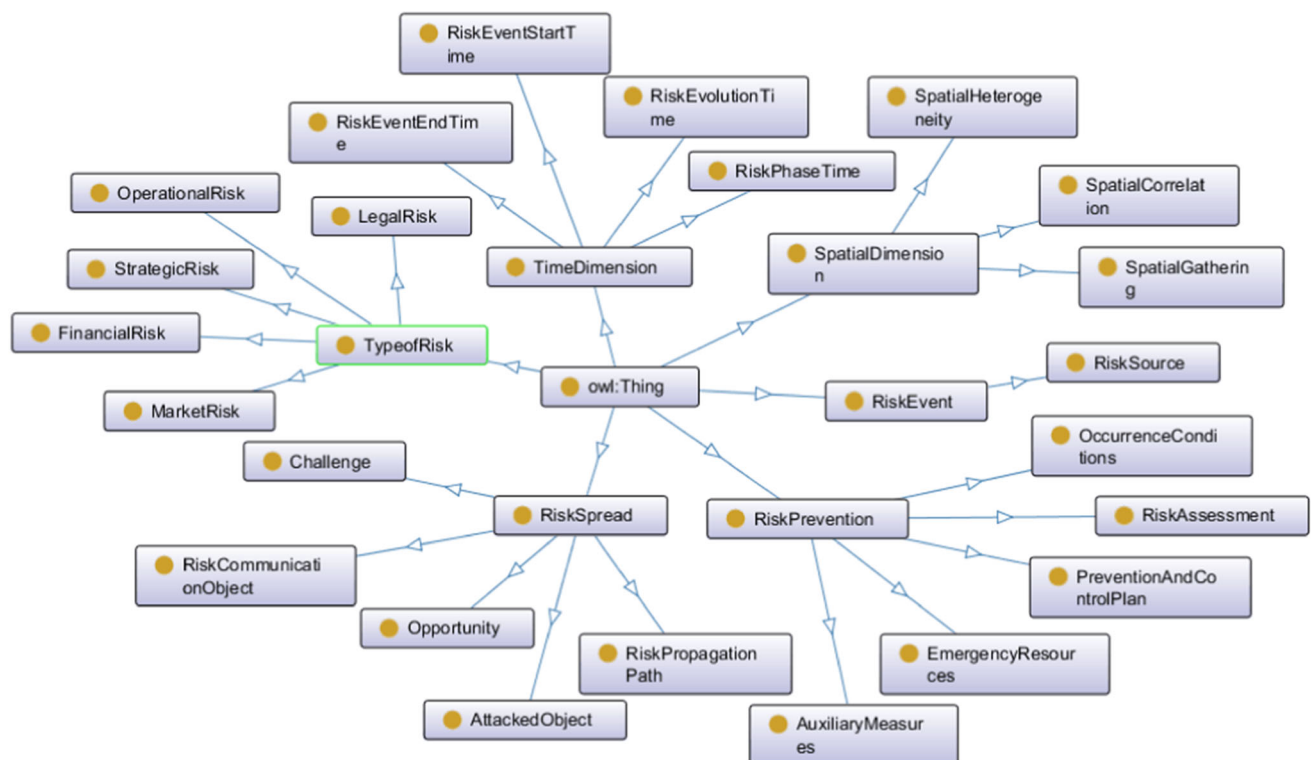 RiskEventStartT
ime
RiskEvolutionTi
me
SpatialHeteroge
neity
RiskEventEndTim
e
RiskPhaseTime
OperationalRisk
LegalRisk
SpatialCorrelat
ion
StrategicRisk
TimeDimension
SpatialDimensio
n
SpatialGatherin
g
FinancialRisk
TypeofRisk
RiskSource
owl:Thing
MarketRisk
RiskEvent
Challenge
OccurrenceCondi
tions
RiskSpread
RiskPrevention
RiskAssessment
RiskCommunicati
onObject
PreventionAndCo
ntrolPlan
Opportunity
RiskPropagation
Path
EmergencyResour
ces
AttackedObject
AuxiliaryMeasur
es